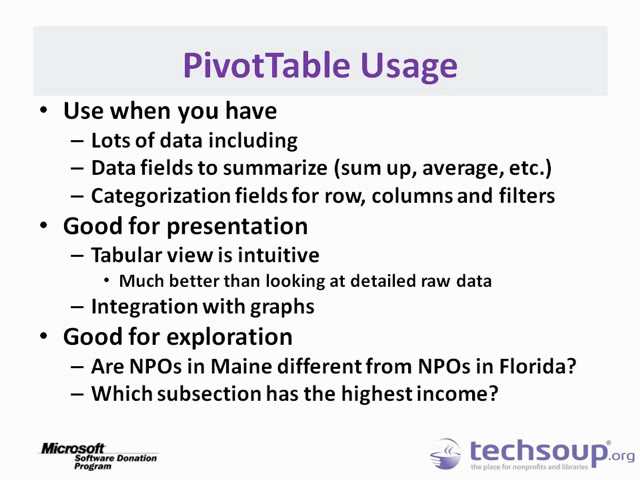 PivotTable Usage
• Use when you have
– Lots of data including
– Data fields to summarize (sum up, average, etc.)
– Categorization fields for row, columns and filters
• Good for presentation
– Tabular view is intuitive
• Much better than looking at detailed raw data
– Integration with graphs
• Good for exploration
– Are NPOs in Maine different from NPOs in Florida?
– Which subsection has the highest income?
Microsoft
Software Donation
Program
techsoup®.org
the place for nonprofits and libraries